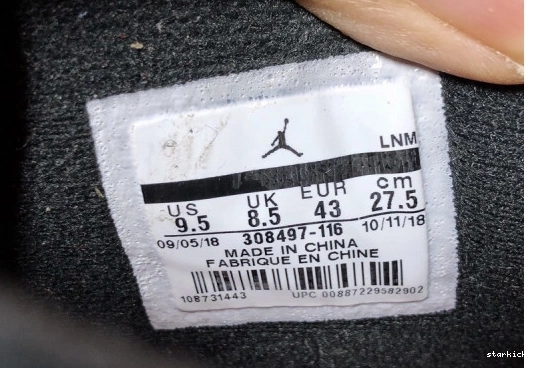 LNM
US UK EUR cm
9.5 8.5 43 27.5
09/05/18 308497-116 10/11/18
MADE IN CHINA
FABRIQUE EN CHINE
108731443 UPC 00887229582902
starkick